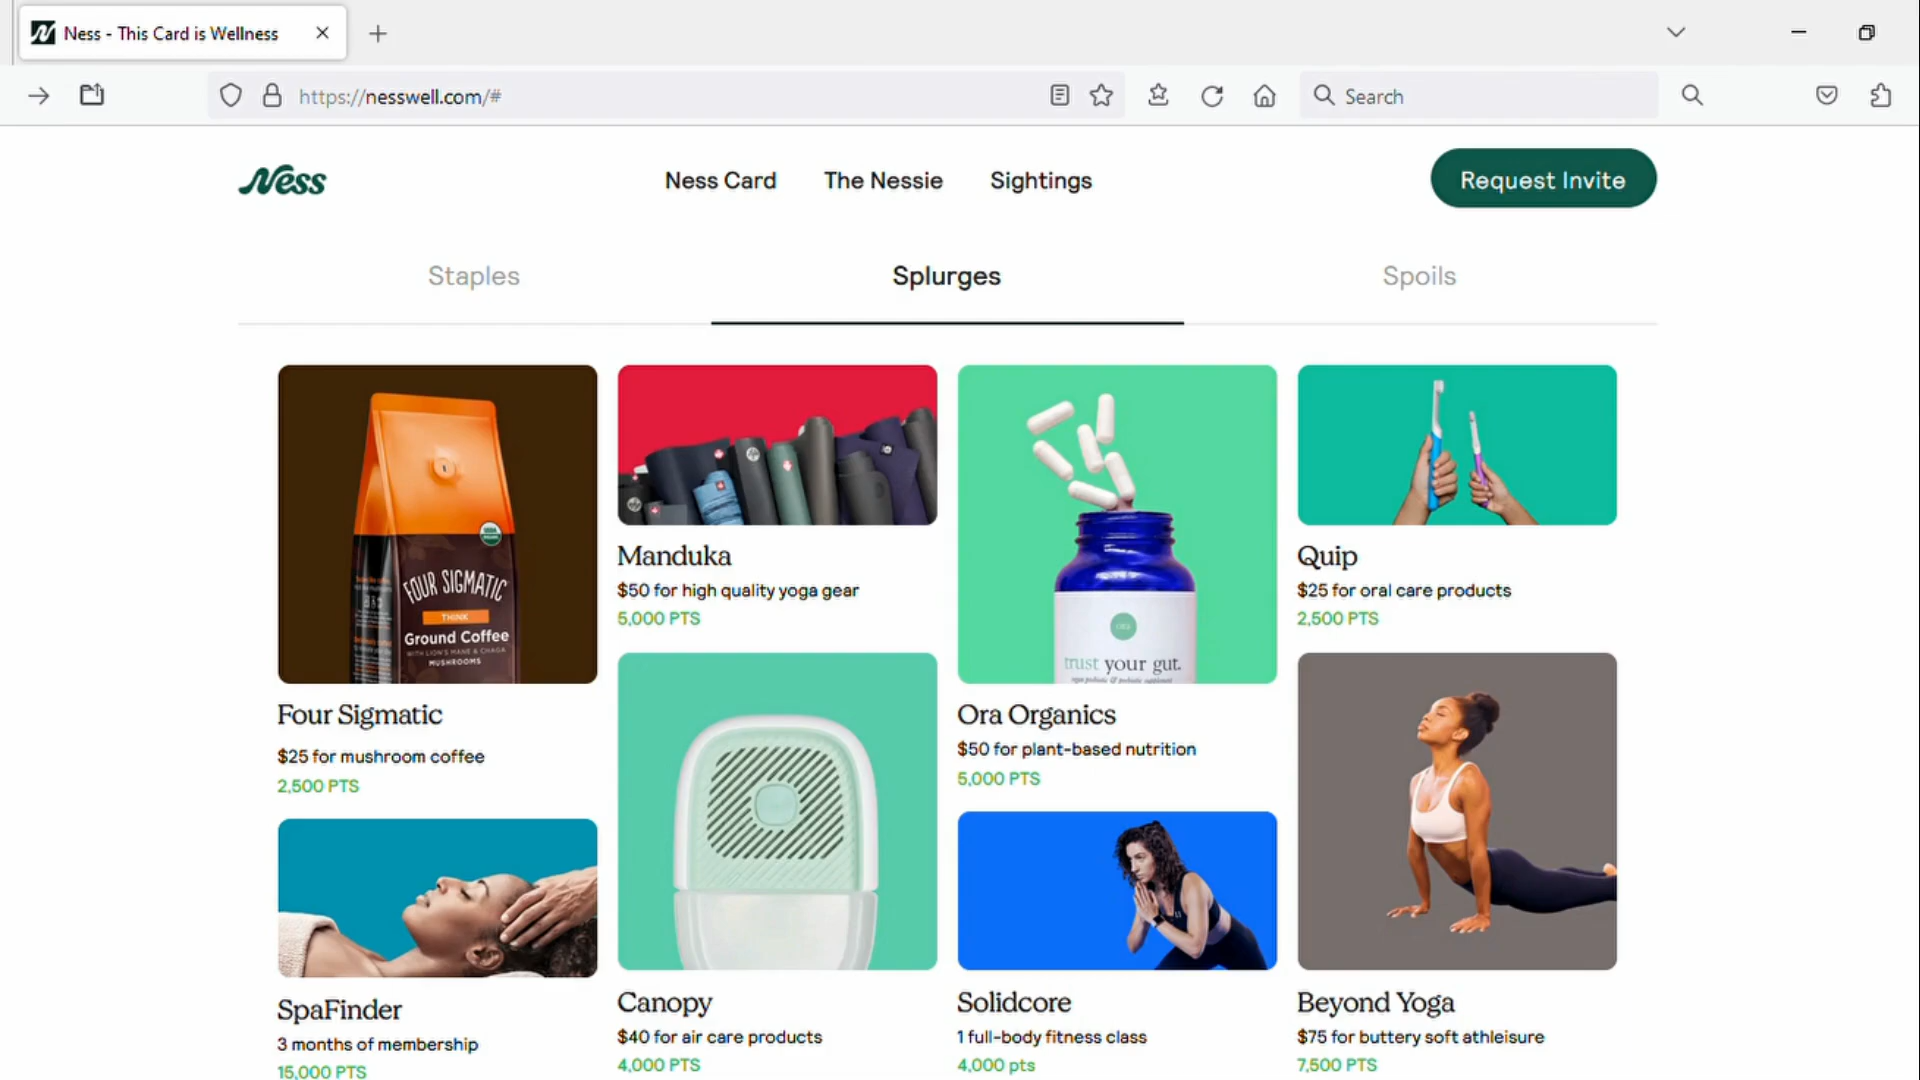 Ness - This Card is Wellness
https://nesswell.com/#
Search
Ness
Ness Card
The Nessie
Sightings
Request Invite
Staples
Splurges
Spoils
FOUR SIGMATIC
THINK
Ground Coffee
WITH LION'S MANE & CHAGA
MUSHROOMS
Four Sigmatic
$25 for mushroom coffee
2,500 PTS
SpaFinder
3 months of membership
15,000 PTS
Manduka
$50 for high quality yoga gear
5,000 PTS
Canopy
$40 for air care products
4,000 PTS
trust your gut.
Ora Organics
$50 for plant-based nutrition
5,000 PTS
Solidcore
1 full-body fitness class
4,000 pts
Quip
$25 for oral care products
2,500 PTS
Beyond Yoga
$75 for buttery soft athleisure
7,500 PTS